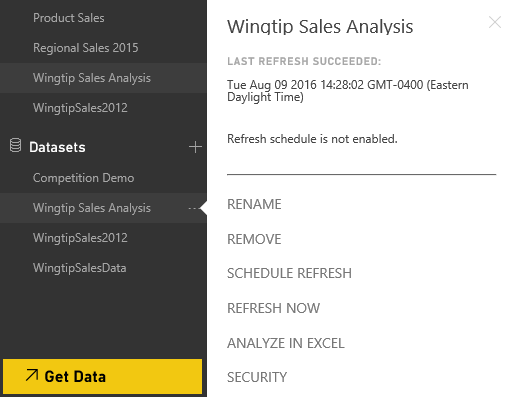 Product Sales
Regional Sales 2015
Wingtip Sales Analysis
WingtipSales2012
Datasets
Competition Demo
Wingtip Sales Analysis
WingtipSales2012
WingtipSalesData
Get Data
Wingtip Sales Analysis
LAST REFRESH SUCCEEDED:
Tue Aug 09 2016 14:28:02 GMT-0400 (Eastern
Daylight Time)
Refresh schedule is not enabled.
RENAME
REMOVE
SCHEDULE REFRESH
REFRESH NOW
ANALYZE IN EXCEL
SECURITY